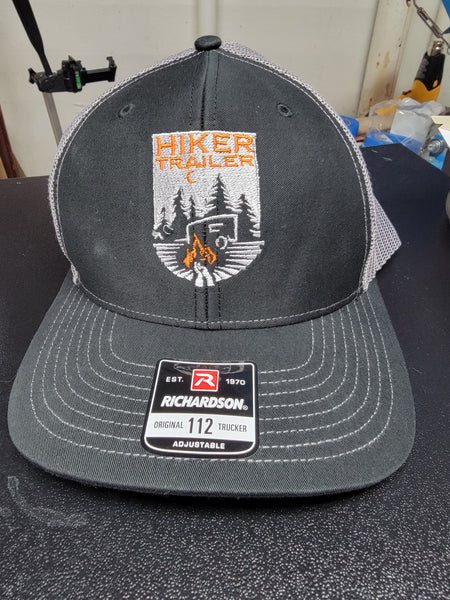 HIKER
TRAILER
EST. R 1970
RICHARDSON®
ORIGINAL 112 TRUCKER
ADJUSTABLE